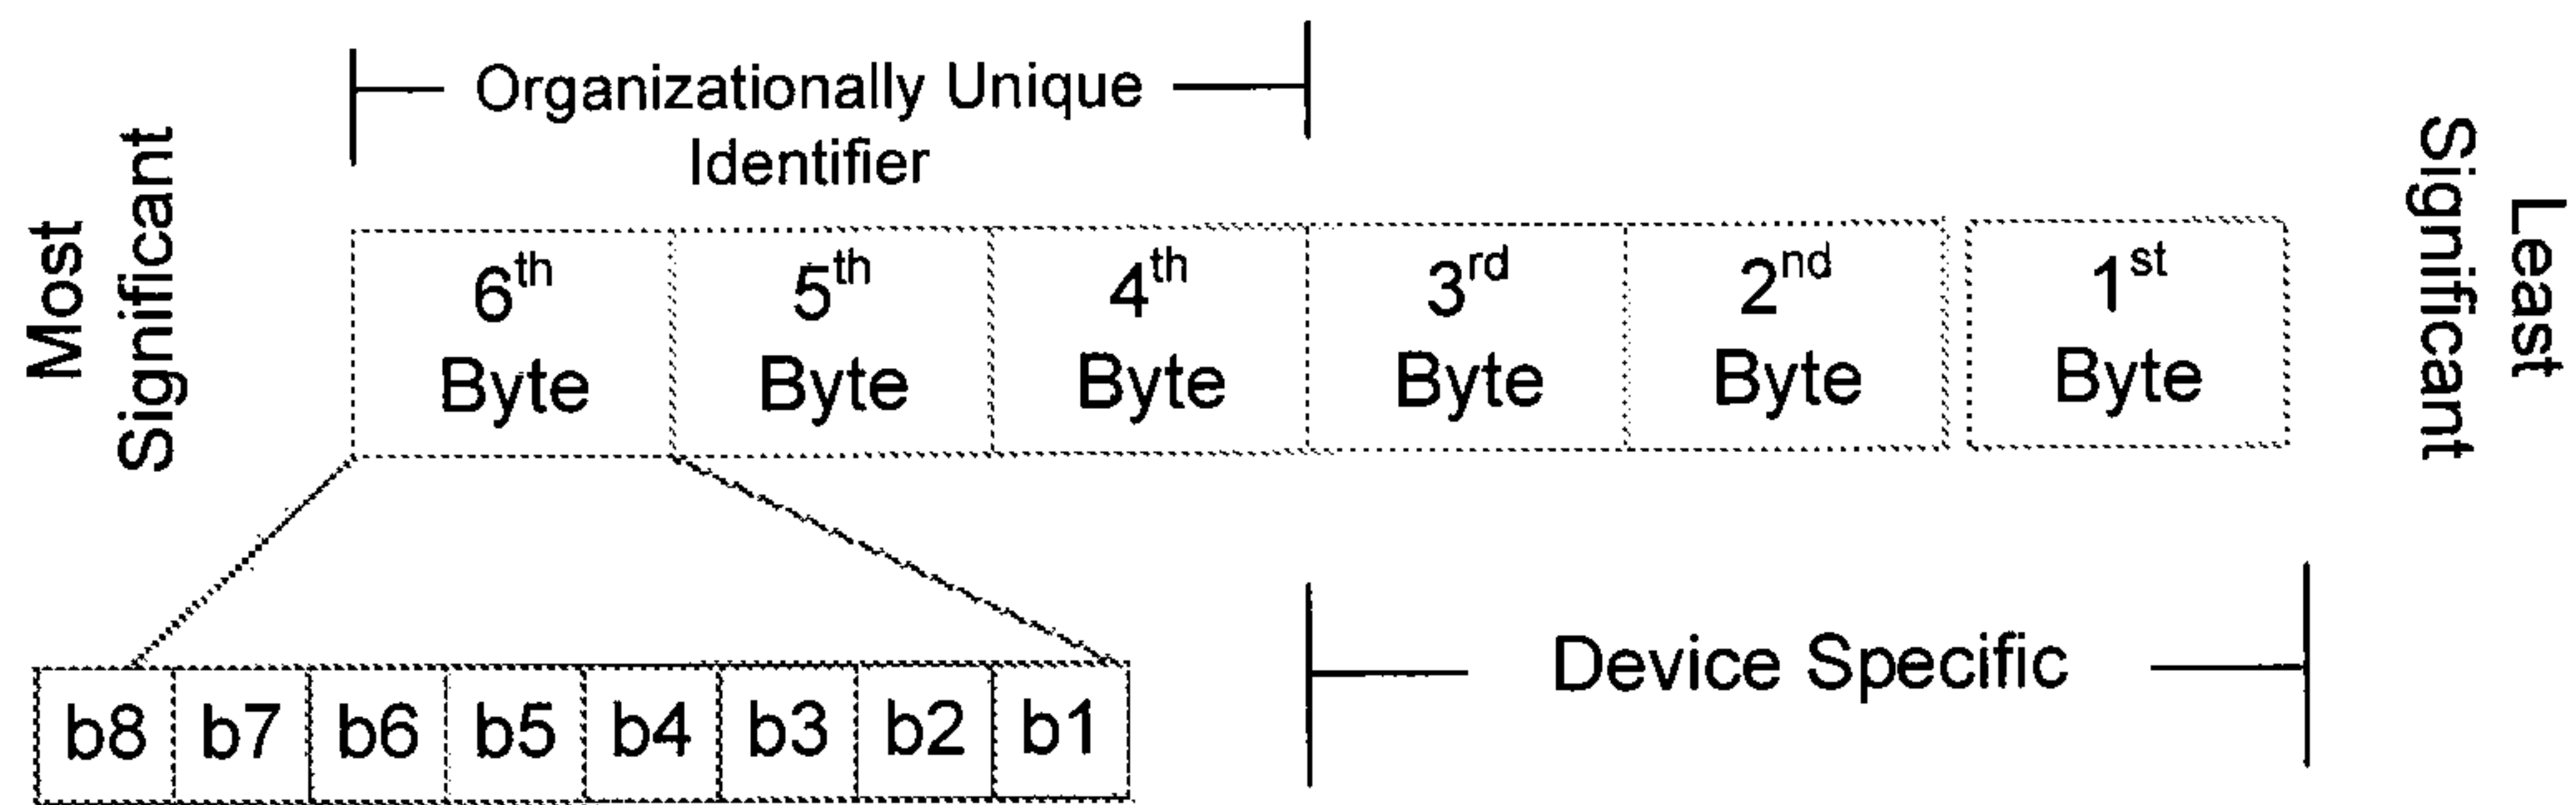 Organizationally Unique
Identifier
Most
Significant
Least
Significant
6th
Byte
5th
Byte
4th
Byte
3rd
Byte
2nd
Byte
1st
Byte
b8 b7 b6 b5 b4 b3 b2 b1
Device Specific